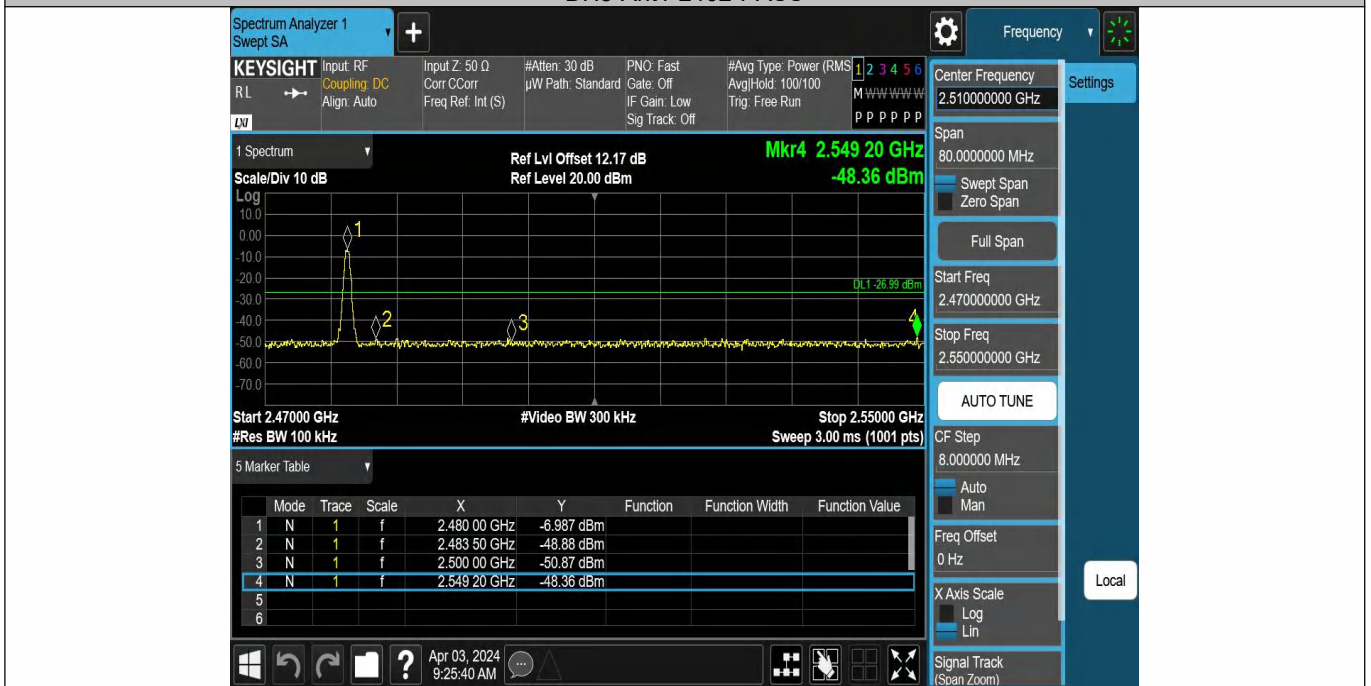 Spectrum Analyzer 1
Swept SA
+
Frequency
KEYSIGHT
RL
LXI
Input: RF
Coupling: DC
Align: Auto
Input Z: 50 Ω
Corr CCorr
Freq Ref: Int (S)
#Atten: 30 dB
µW Path: Standard
PNO: Fast
Gate: Off
IF Gain: Low
Sig Track: Off
#Avg Type: Power (RMS
Avg|Hold: 100/100
Trig: Free Run
1 2 3 4 5 6
M W W W W W
P P P P P P
1 Spectrum
Scale/Div 10 dB
Ref Lvl Offset 12.17 dB
Ref Level 20.00 dBm
Mkr4 2.549 20 GHz
-48.36 dBm
Log
10.0
0.00
-10.0
-20.0
-30.0
-40.0
-50.0
-60.0
-70.0
1
2
3
4
DL1 -26.99 dBm
Start 2.47000 GHz
#Video BW 300 kHz
Stop 2.55000 GHz
#Res BW 100 kHz
Sweep 3.00 ms (1001 pts)
5 Marker Table
Mode Trace Scale X Y Function Function Width Function Value
1 N 1 f 2.480 00 GHz -6.987 dBm
2 N 1 f 2.483 50 GHz -48.88 dBm
3 N 1 f 2.500 00 GHz -50.87 dBm
4 N 1 f 2.549 20 GHz -48.36 dBm
5
6
?
Apr 03, 2024
9:25:40 AM
Center Frequency
2.510000000 GHz
Settings
Span
80.0000000 MHz
Swept Span
Zero Span
Full Span
Start Freq
2.470000000 GHz
Stop Freq
2.550000000 GHz
AUTO TUNE
CF Step
8.000000 MHz
Auto
Man
Freq Offset
0 Hz
X Axis Scale
Log
Lin
Local
Signal Track
(Span Zoom)